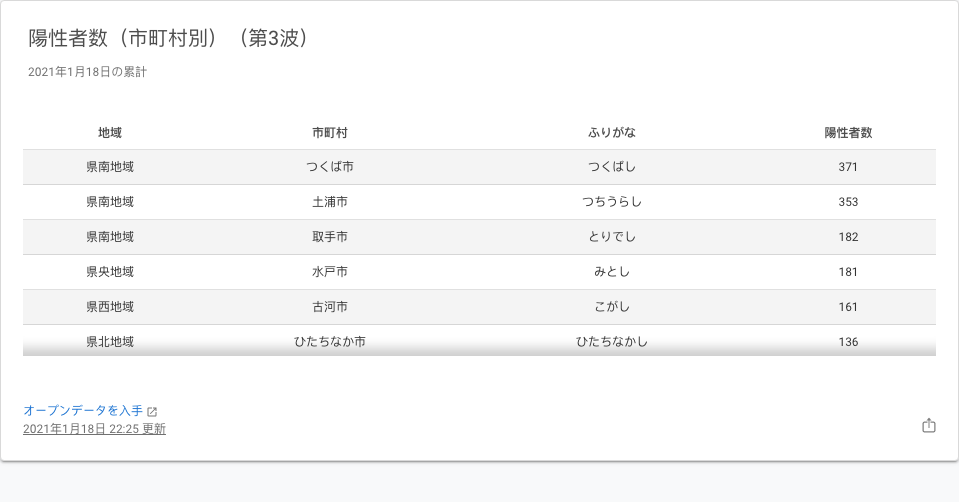 陽性者数（市町村別）（第3波）
2021年1月18日の累計
地域 市町村 ふりがな 陽性者数
県南地域 つくば市 つくばし 371
県南地域 土浦市 つちうらし 353
県南地域 取手市 とりでし 182
県央地域 水戸市 みとし 181
県西地域 古河市 こがし 161
県北地域 ひたちなか市 ひたちなかし 136
オープンデータを入手
2021年1月18日 22:25 更新